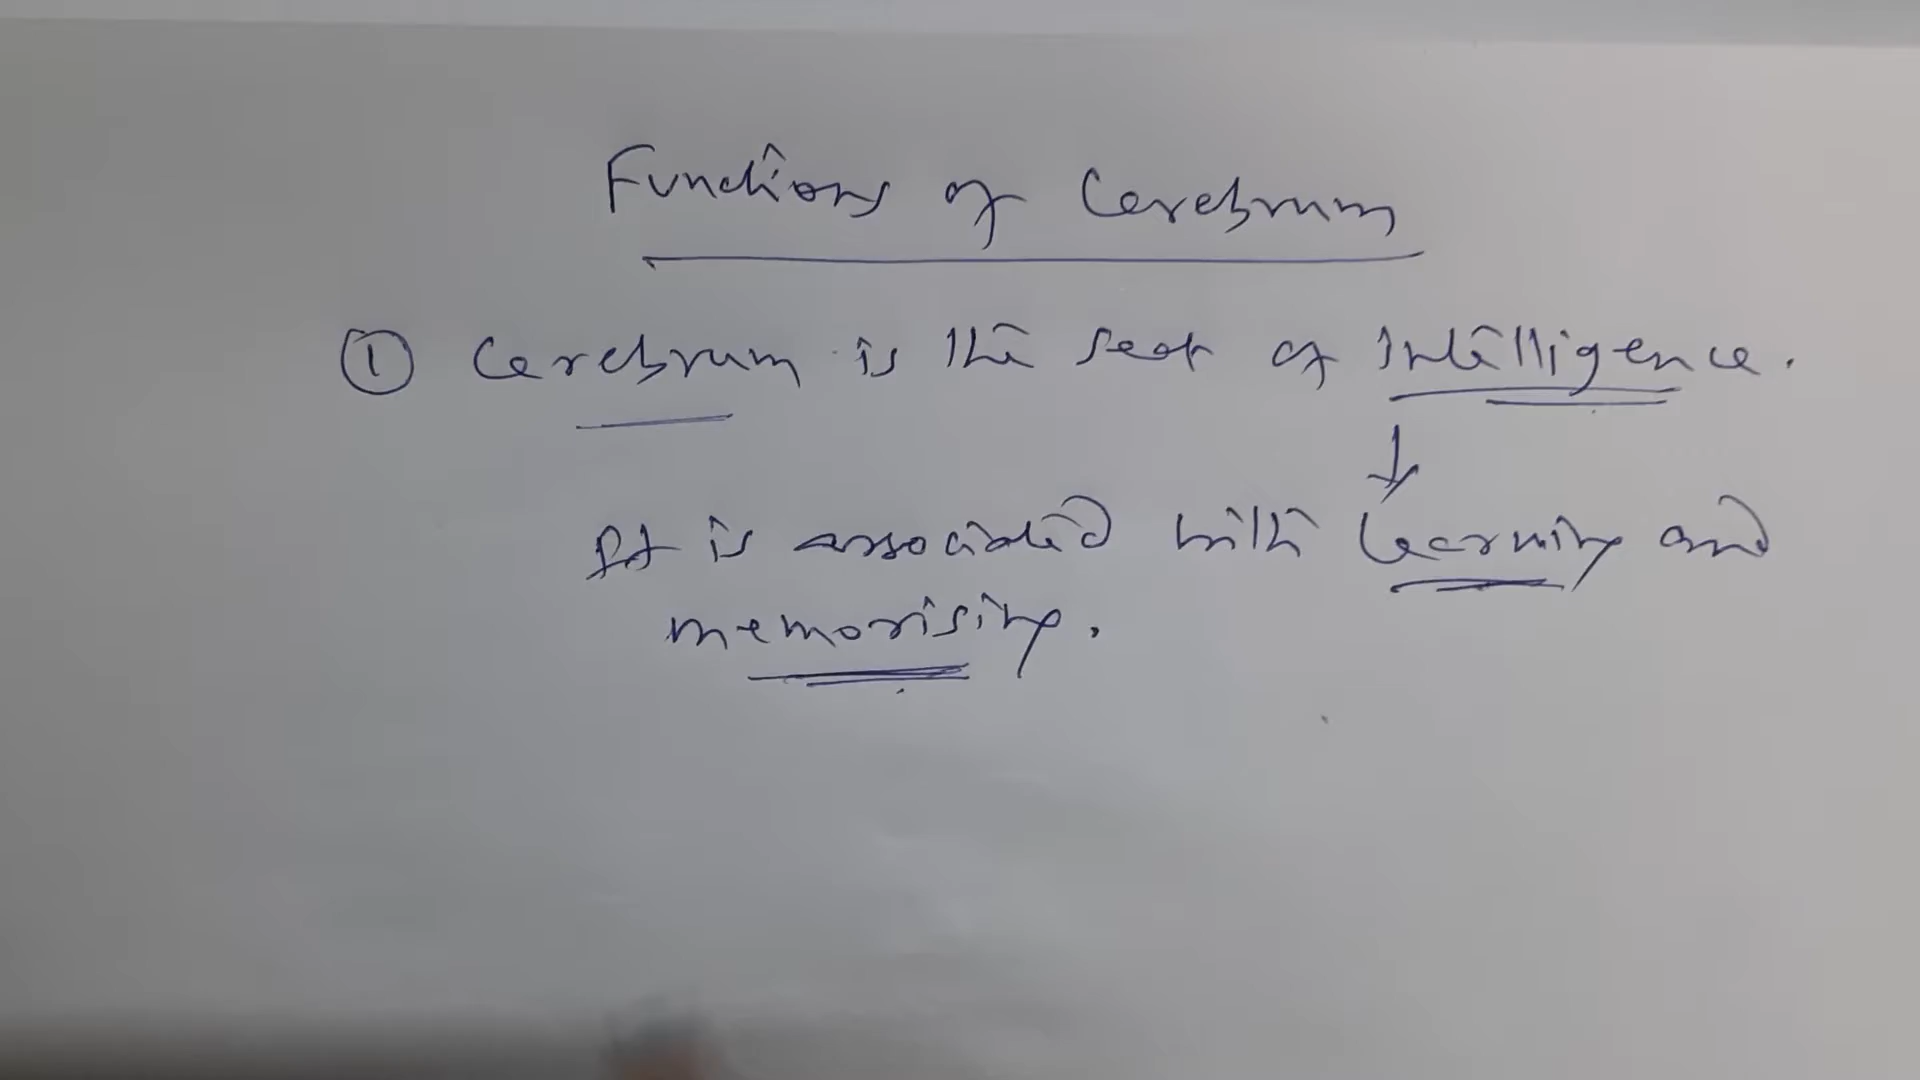 Functions of Cerebrum
① Cerebrum is the seat of Intelligence.
↓
It is associated with learning and
memorising.